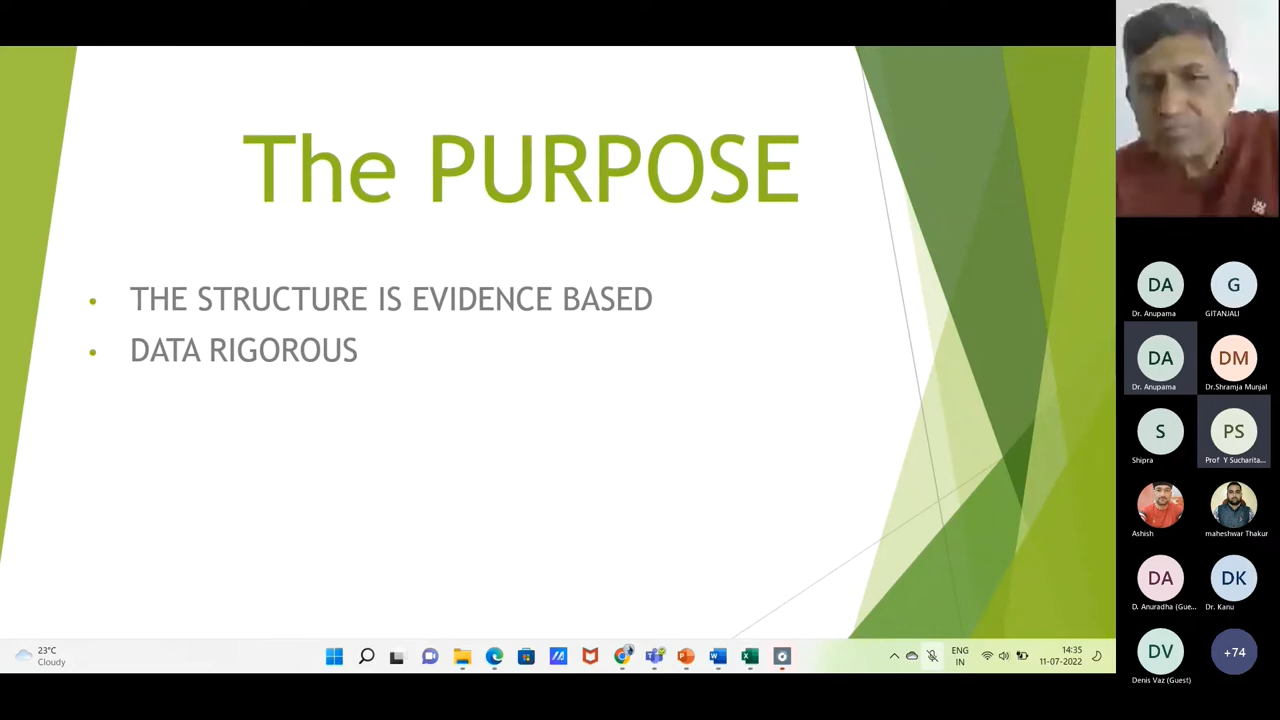 The PURPOSE
• THE STRUCTURE IS EVIDENCE BASED
• DATA RIGOROUS
23°C
Cloudy
ENG
IN
14:35
11-07-2022
DA
Dr. Anupama
G
GITANJALI
DA
Dr. Anupama
DM
Dr.Shramja Munjal
S
Shipra
PS
Prof Y Sucharita...
Ashish
maheshwar Thakur
DA
D. Anuradha (Gue...
DK
Dr. Kanu
DV
Denis Vaz (Guest)
+74